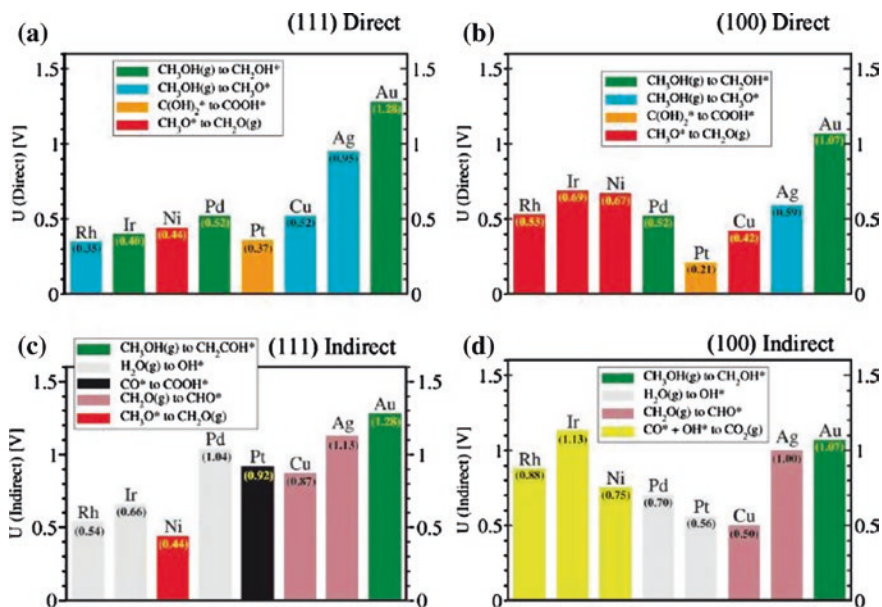 (a)
(111) Direct
CH₃OH(g) to CH₂OH*
CH₃OH(g) to CH₃O*
C(OH)₂* to COOH*
CH₃O* to CH₂O(g)
U (Direct) [V]
1.5
1
0.5
0
1.5
1
0.5
0
Rh
(0.35)
Ir
(0.40)
Ni
(0.44)
Pd
(0.52)
Pt
(0.37)
Cu
(0.52)
Ag
(0.95)
Au
(1.28)
(b)
(100) Direct
CH₃OH(g) to CH₂OH*
CH₃OH(g) to CH₃O*
C(OH)₂* to COOH*
CH₃O* to CH₂O(g)
U (Direct) [V]
1.5
1
0.5
0
1.5
1
0.5
0
Rh
(0.53)
Ir
(0.69)
Ni
(0.67)
Pd
(0.52)
Pt
(0.21)
Cu
(0.42)
Ag
(0.59)
Au
(1.07)
(c)
(111) Indirect
CH₃OH(g) to CH₂COH*
H₂O(g) to OH*
CO* to COOH*
CH₂O(g) to CHO*
CH₃O* to CH₂O(g)
U (Indirect) [V]
1.5
1
0.5
0
1.5
1
0.5
0
Rh
(0.54)
Ir
(0.66)
Ni
(0.44)
Pd
(1.04)
Pt
(0.92)
Cu
(0.87)
Ag
(1.13)
Au
(1.28)
(d)
(100) Indirect
CH₃OH(g) to CH₂OH*
H₂O(g) to OH*
CH₂O(g) to CHO*
CO* + OH* to CO₂(g)
U (Indirect) [V]
1.5
1
0.5
0
1.5
1
0.5
0
Rh
(0.88)
Ir
(1.13)
Ni
(0.75)
Pd
(0.70)
Pt
(0.56)
Cu
(0.50)
Ag
(1.00)
Au
(1.07)